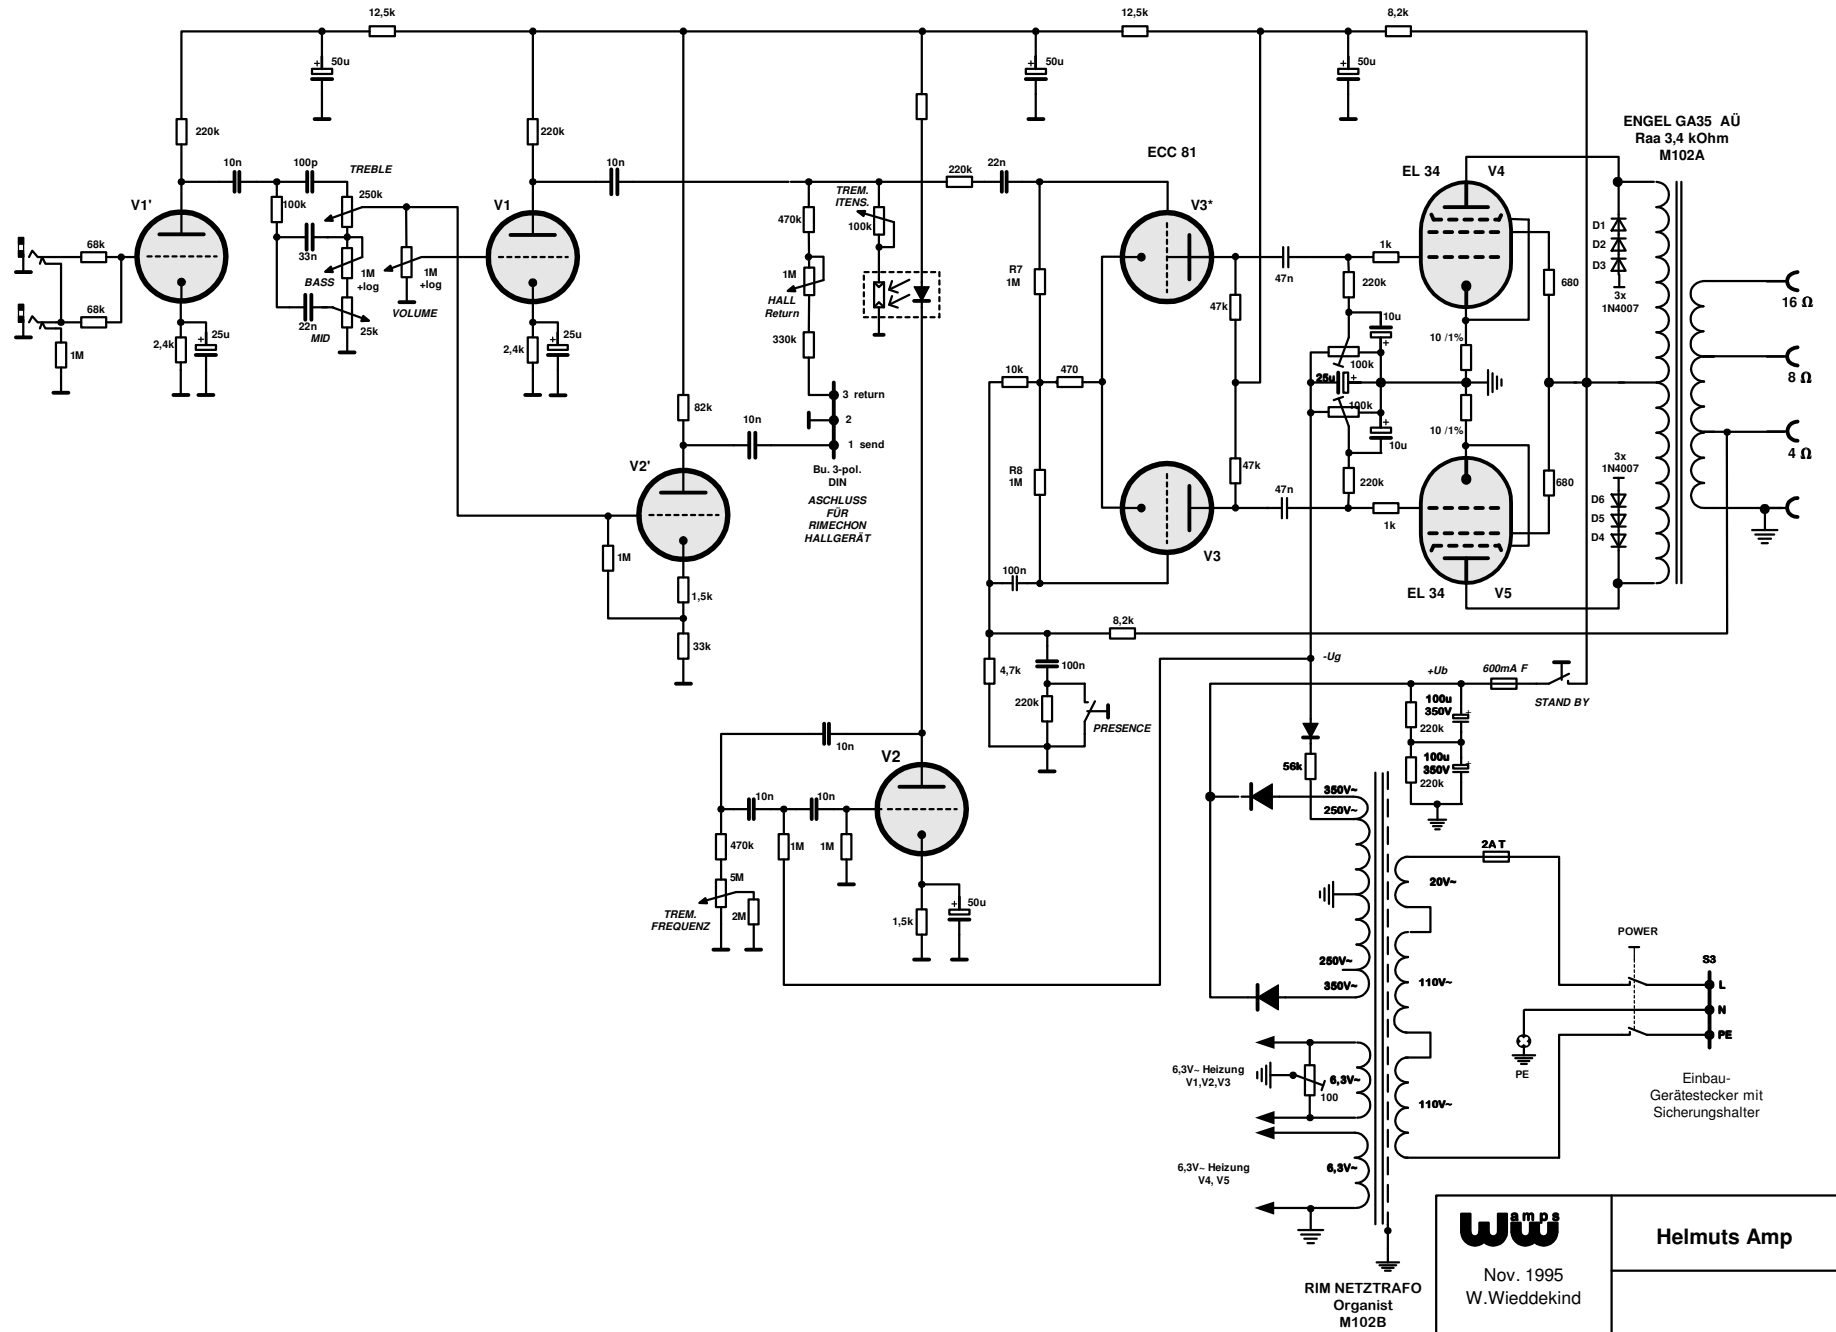 12,5k
12,5k
8,2k
50u
50u
50u
220k
220k
10n
100p
TREBLE
250k
100k
33n
BASS
1M
+log
22n
MID
25k
V1'
68k
68k
1M
2,4k
25u
1M
+log
VOLUME
V1
2,4k
25u
10n
TREM.
ITENS.
100k
470k
1M
HALL
Return
330k
3 return
2
1 send
Bu. 3-pol.
DIN
ASCHLUSS
FÜR
RIMECHON
HALLGERÄT
82k
10n
V2'
1M
1,5k
33k
220k
22n
ECC 81
V3*
R7
1M
R8
1M
10k
470
47k
47k
47n
47n
V3
100n
220k
220k
10u
100k
25u
100k
10u
1k
1k
EL 34
V4
EL 34
V5
10 /1%
10 /1%
680
680
D1
D2
D3
3x
1N4007
3x
1N4007
D6
D5
D4
ENGEL GA35 AÜ
Raa 3,4 kOhm
M102A
16 Ω
8 Ω
4 Ω
8,2k
4,7k
100n
220k
PRESENCE
-Ug
+Ub
600mA F
STAND BY
100u
350V
220k
100u
350V
220k
56k
10n
V2
10n
10n
470k
1M
1M
5M
2M
TREM.
FREQUENZ
1,5k
50u
350V~
250V~
250V~
350V~
2A T
20V~
110V~
110V~
POWER
S3
L
N
PE
PE
Einbau-
Gerätestecker mit
Sicherungshalter
6,3V~ Heizung
V1,V2,V3
6,3V~
100
6,3V~ Heizung
V4, V5
6,3V~
RIM NETZTRAFO
Organist
M102B
WW amps
Nov. 1995
W.Wieddekind
Helmuts Amp